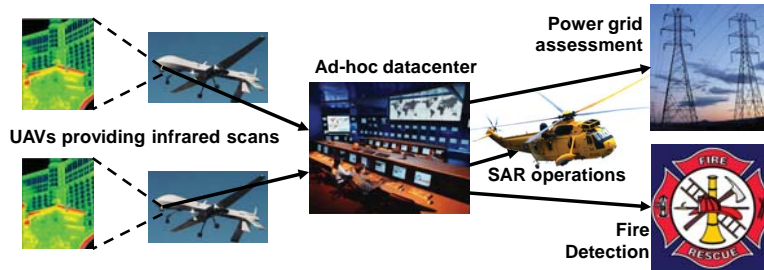 Power grid
assessment
Ad-hoc datacenter
UAVs providing infrared scans
SAR operations
Fire
Detection
FIRE
RESCUE